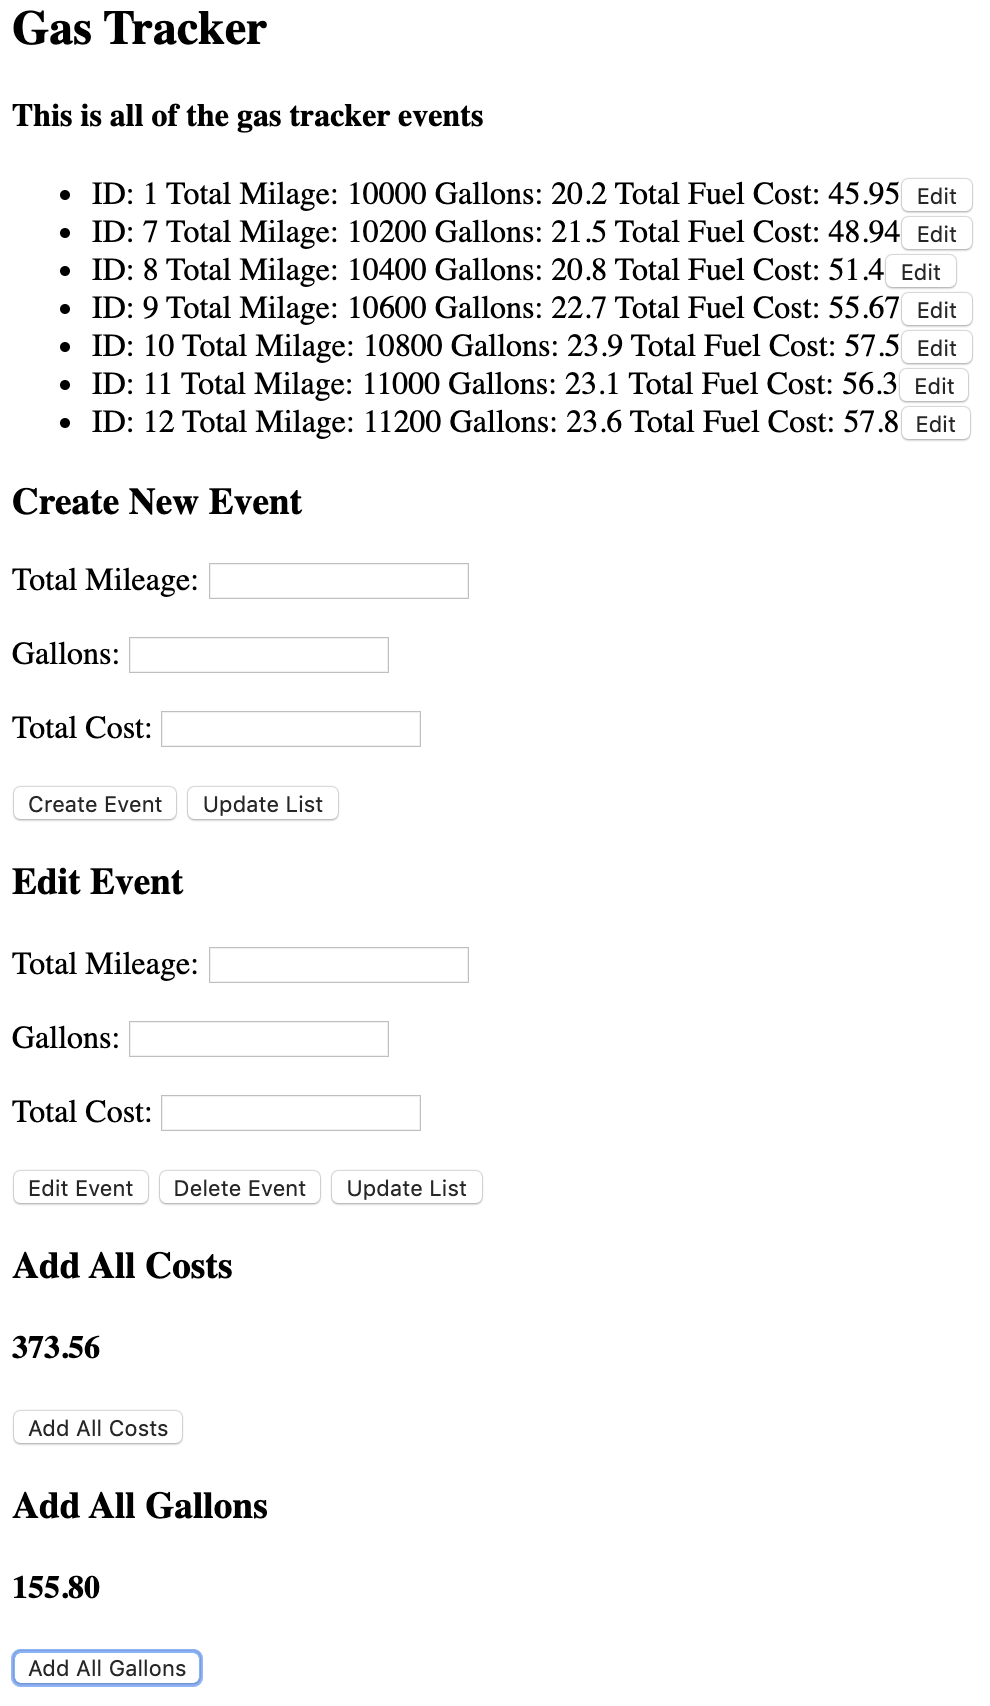 Gas Tracker
This is all of the gas tracker events
• ID: 1 Total Milage: 10000 Gallons: 20.2 Total Fuel Cost: 45.95 Edit
• ID: 7 Total Milage: 10200 Gallons: 21.5 Total Fuel Cost: 48.94 Edit
• ID: 8 Total Milage: 10400 Gallons: 20.8 Total Fuel Cost: 51.4 Edit
• ID: 9 Total Milage: 10600 Gallons: 22.7 Total Fuel Cost: 55.67 Edit
• ID: 10 Total Milage: 10800 Gallons: 23.9 Total Fuel Cost: 57.5 Edit
• ID: 11 Total Milage: 11000 Gallons: 23.1 Total Fuel Cost: 56.3 Edit
• ID: 12 Total Milage: 11200 Gallons: 23.6 Total Fuel Cost: 57.8 Edit
Create New Event
Total Mileage:
Gallons:
Total Cost:
Create Event Update List
Edit Event
Total Mileage:
Gallons:
Total Cost:
Edit Event Delete Event Update List
Add All Costs
373.56
Add All Costs
Add All Gallons
155.80
Add All Gallons